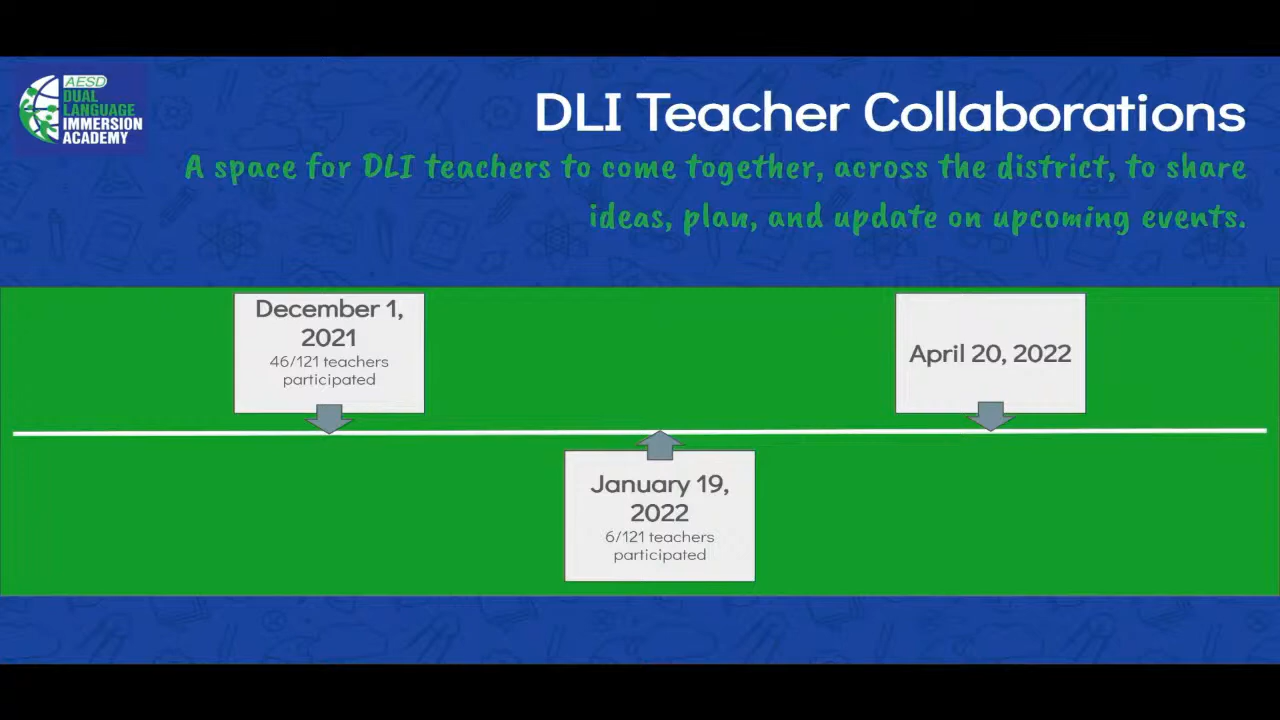 AESD
DUAL
LANGUAGE
IMMERSION
ACADEMY
DLI Teacher Collaborations
A space for DLI teachers to come together, across the district, to share
ideas, plan, and update on upcoming events.
December 1,
2021
46/121 teachers
participated
April 20, 2022
January 19,
2022
6/121 teachers
participated